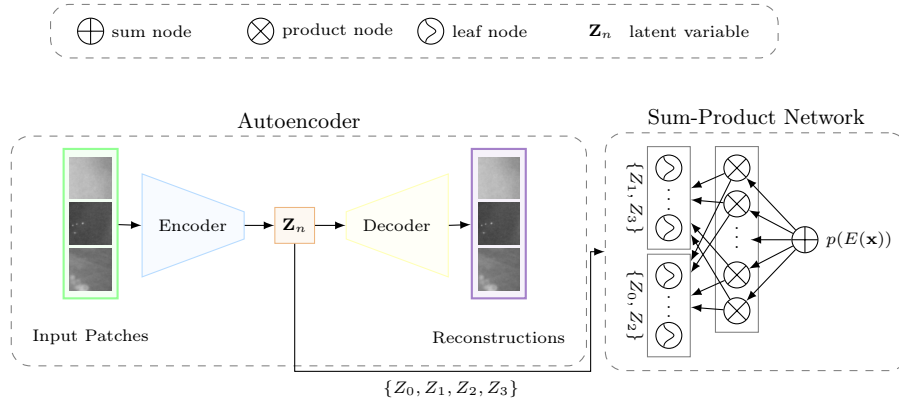 sum node
product node
leaf node
Z_n latent variable
Autoencoder
Sum-Product Network
Encoder
Z_n
Decoder
Input Patches
Reconstructions
{Z_1, Z_3}
{Z_0, Z_2}
p(E(x))
{Z_0, Z_1, Z_2, Z_3}